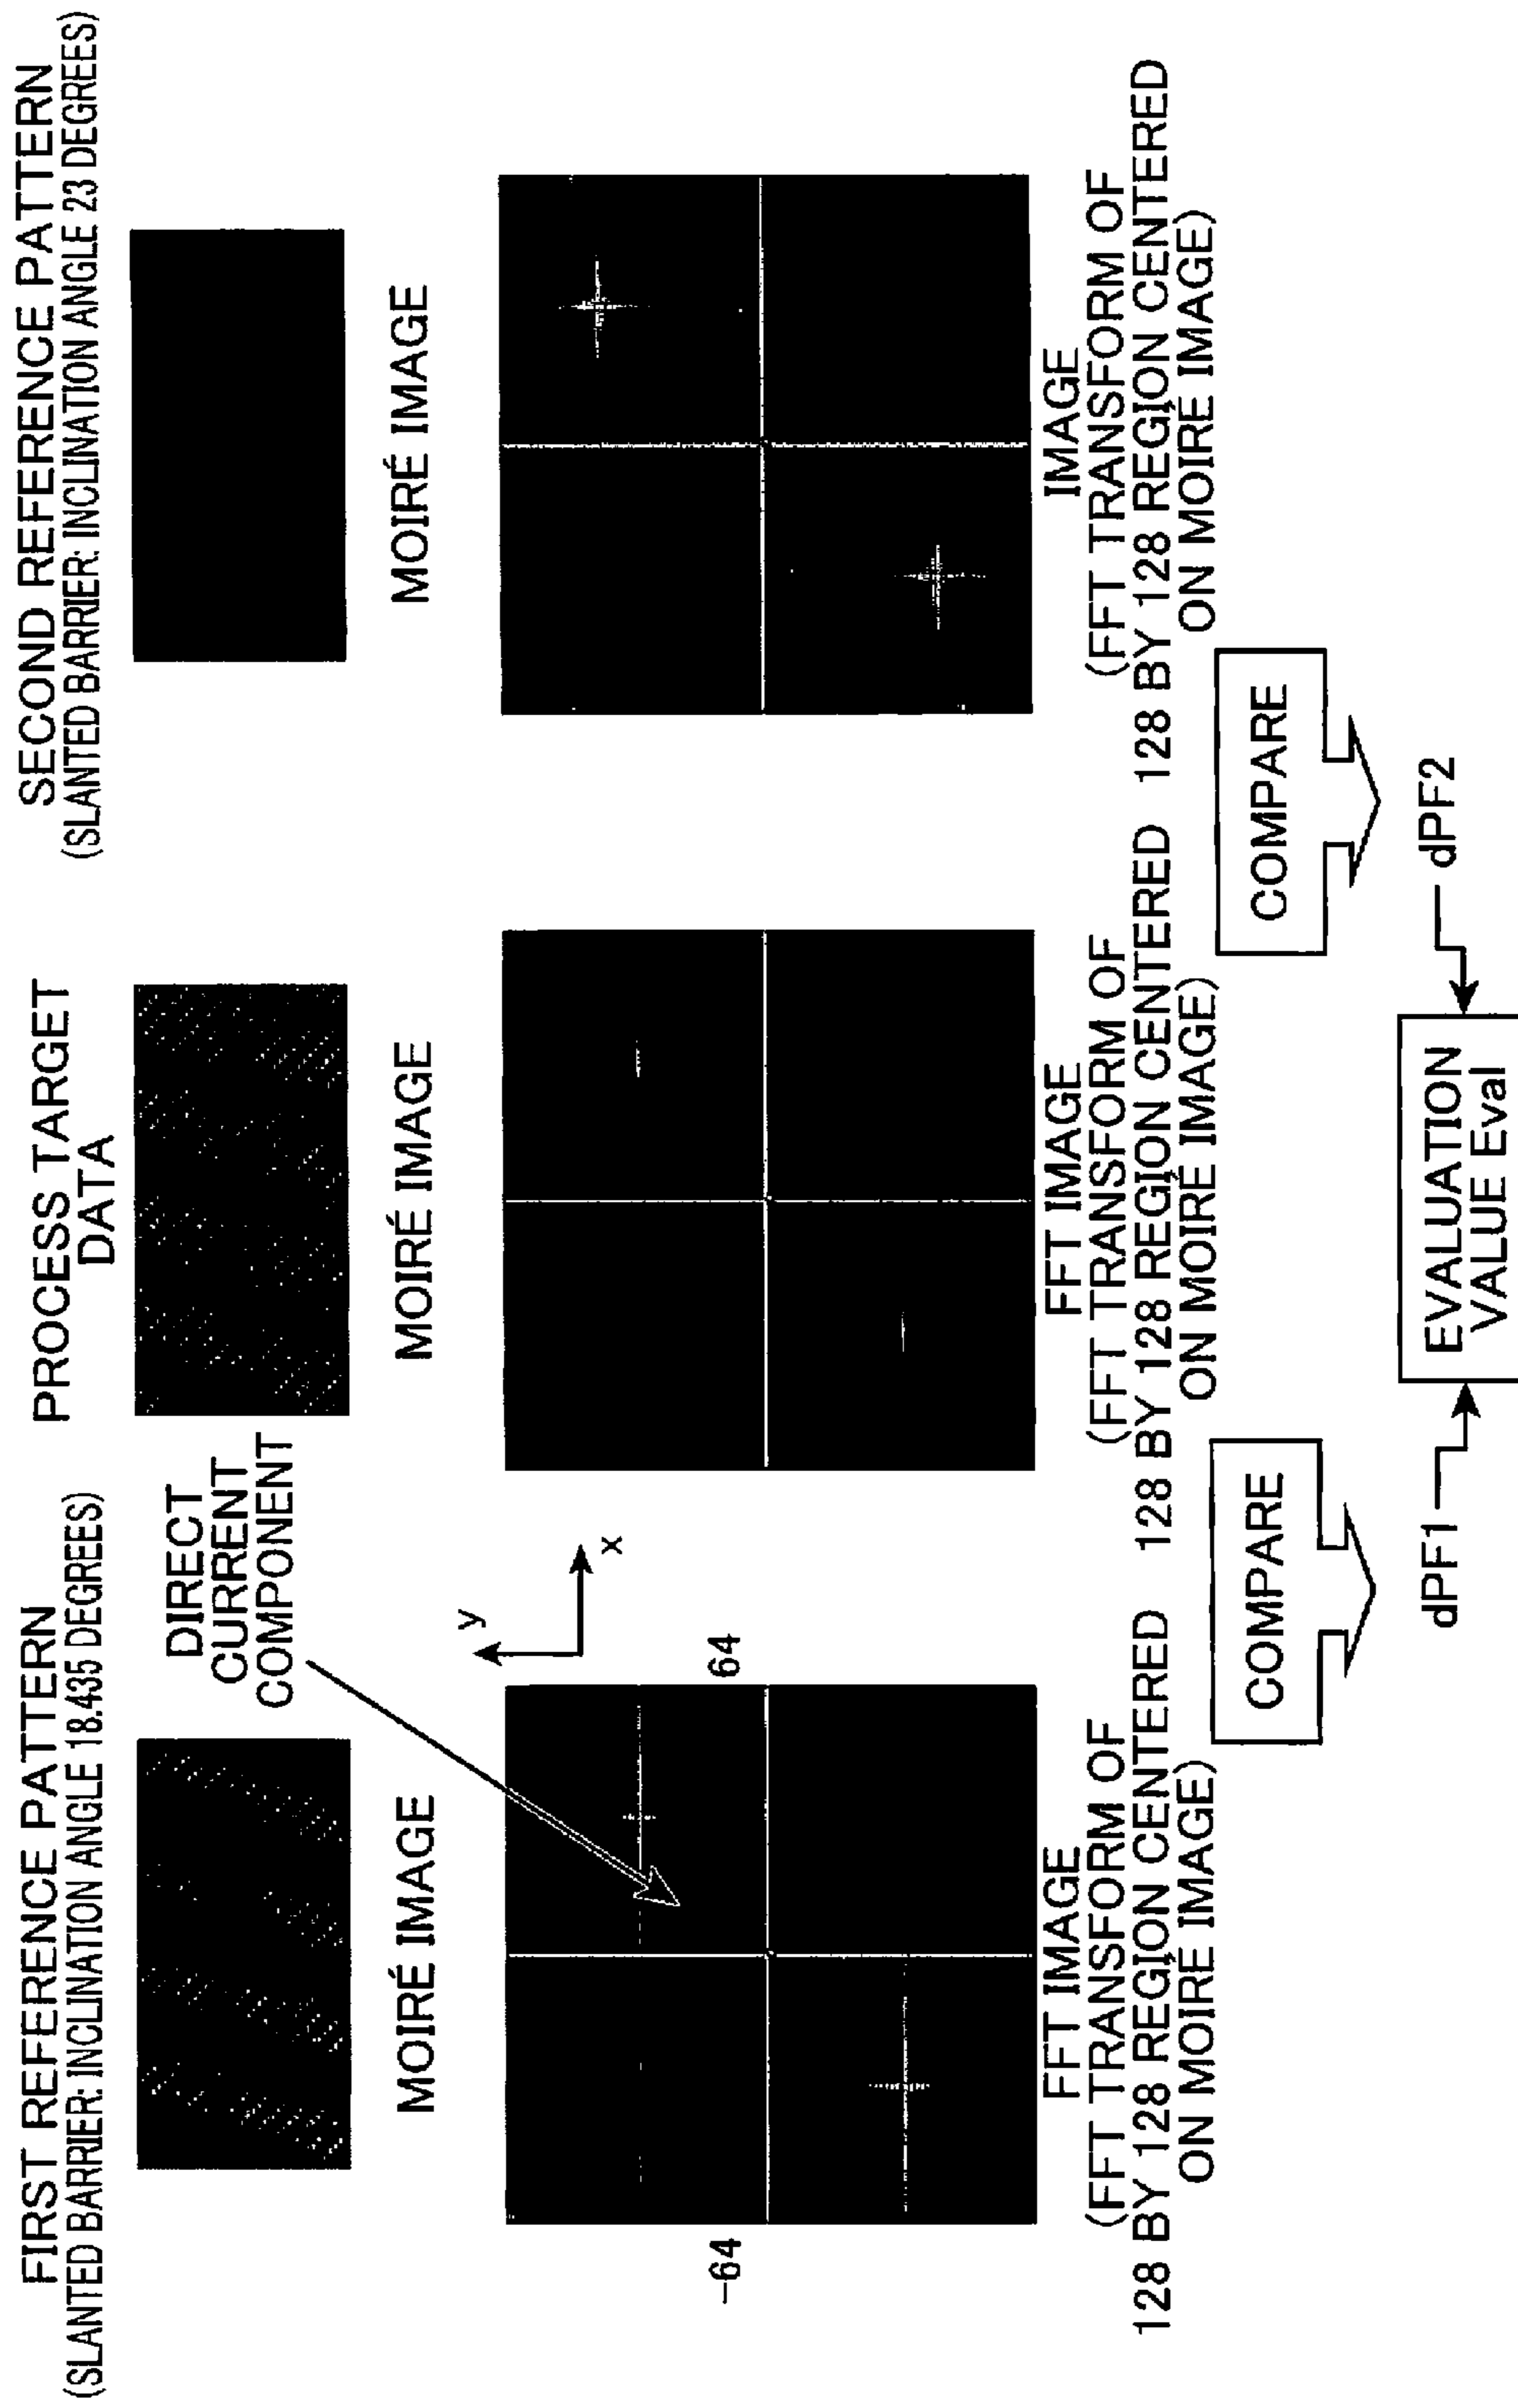 FIRST REFERENCE PATTERN
(SLANTED BARRIER: INCLINATION ANGLE 18.435 DEGREES)
PROCESS TARGET
DATA
SECOND REFERENCE PATTERN
(SLANTED BARRIER: INCLINATION ANGLE 23 DEGREES)
DIRECT
CURRENT
COMPONENT
MOIRÉ IMAGE
MOIRÉ IMAGE
MOIRÉ IMAGE
y
x
-64
64
FFT IMAGE
(FFT TRANSFORM OF
128 BY 128 REGION CENTERED
ON MOIRE IMAGE)
FFT IMAGE
(FFT TRANSFORM OF
128 BY 128 REGION CENTERED
ON MOIRE IMAGE)
IMAGE
(FFT TRANSFORM OF
128 BY 128 REGION CENTERED
ON MOIRE IMAGE)
COMPARE
COMPARE
dPF1
dPF2
EVALUATION
VALUE Eval